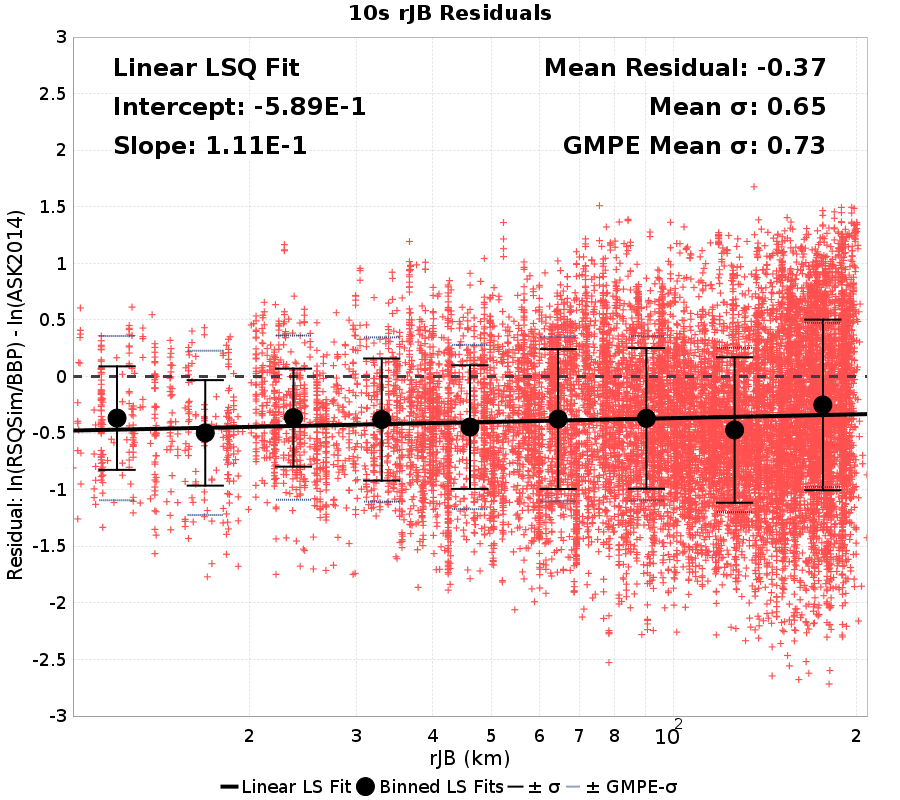 10s rJB Residuals
Linear LSQ Fit
Intercept: -5.89E-1
Slope: 1.11E-1
Mean Residual: -0.37
Mean σ: 0.65
GMPE Mean σ: 0.73
Residual: ln(RSQSim/BBP) - ln(ASK2014)
3
2.5
2
1.5
1
0.5
0
-0.5
-1
-1.5
-2
-2.5
-3
2 3 4 5 6 7 8 10² 2
rJB (km)
Linear LS Fit Binned LS Fits ± σ ± GMPE-σ